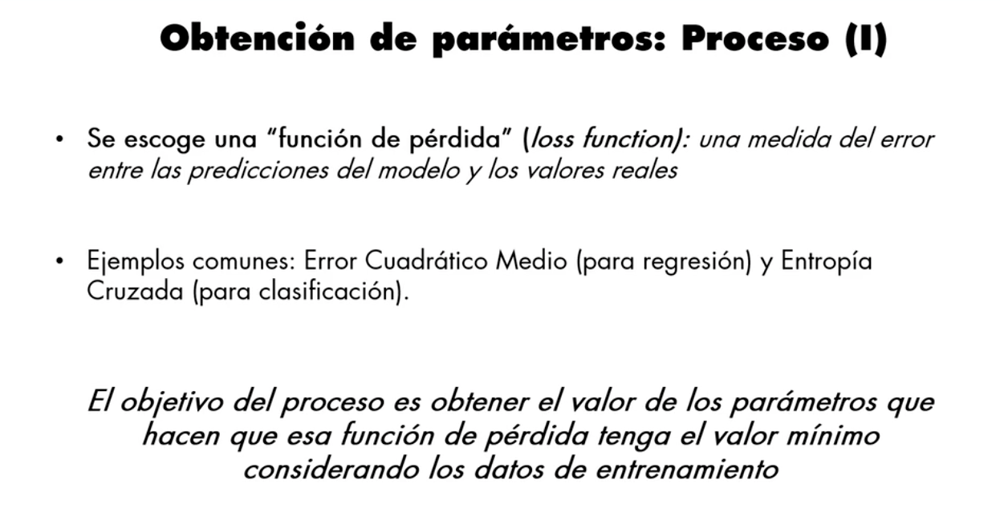 Obtención de parámetros: Proceso (I)
• Se escoge una “función de pérdida” (loss function): una medida del error
entre las predicciones del modelo y los valores reales
• Ejemplos comunes: Error Cuadrático Medio (para regresión) y Entropía
Cruzada (para clasificación).
El objetivo del proceso es obtener el valor de los parámetros que
hacen que esa función de pérdida tenga el valor mínimo
considerando los datos de entrenamiento